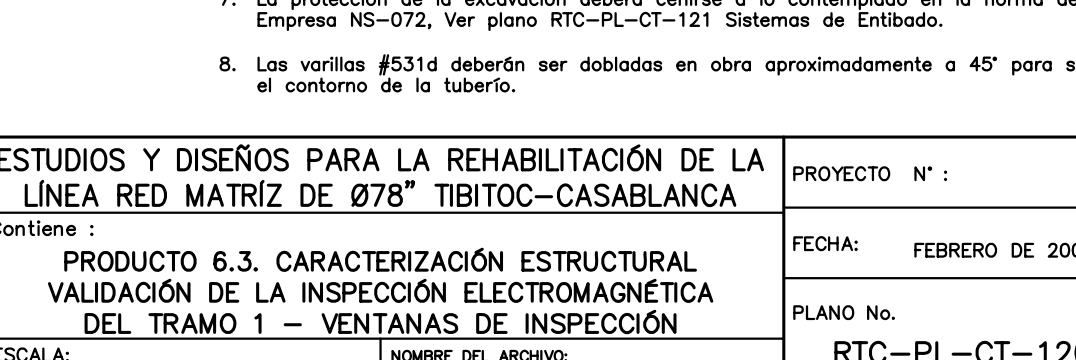 7. La protección de la excavación deberá ceñirse a lo contemplado en la norma de
Empresa NS-072, Ver plano RTC-PL-CT-121 Sistemas de Entibado.
8. Las varillas #531d deberán ser dobladas en obra aproximadamente a 45° para s
el contorno de la tuberío.
ESTUDIOS Y DISEÑOS PARA LA REHABILITACIÓN DE LA
LÍNEA RED MATRÍZ DE Ø78" TIBITOC-CASABLANCA
Contiene :
PRODUCTO 6.3. CARACTERIZACIÓN ESTRUCTURAL
VALIDACIÓN DE LA INSPECCIÓN ELECTROMAGNÉTICA
DEL TRAMO 1 - VENTANAS DE INSPECCIÓN
ESCALA:
NOMBRE DEL ARCHIVO:
PROYECTO N° :
FECHA: FEBRERO DE 200
PLANO No.
RTC-PL-CT-120